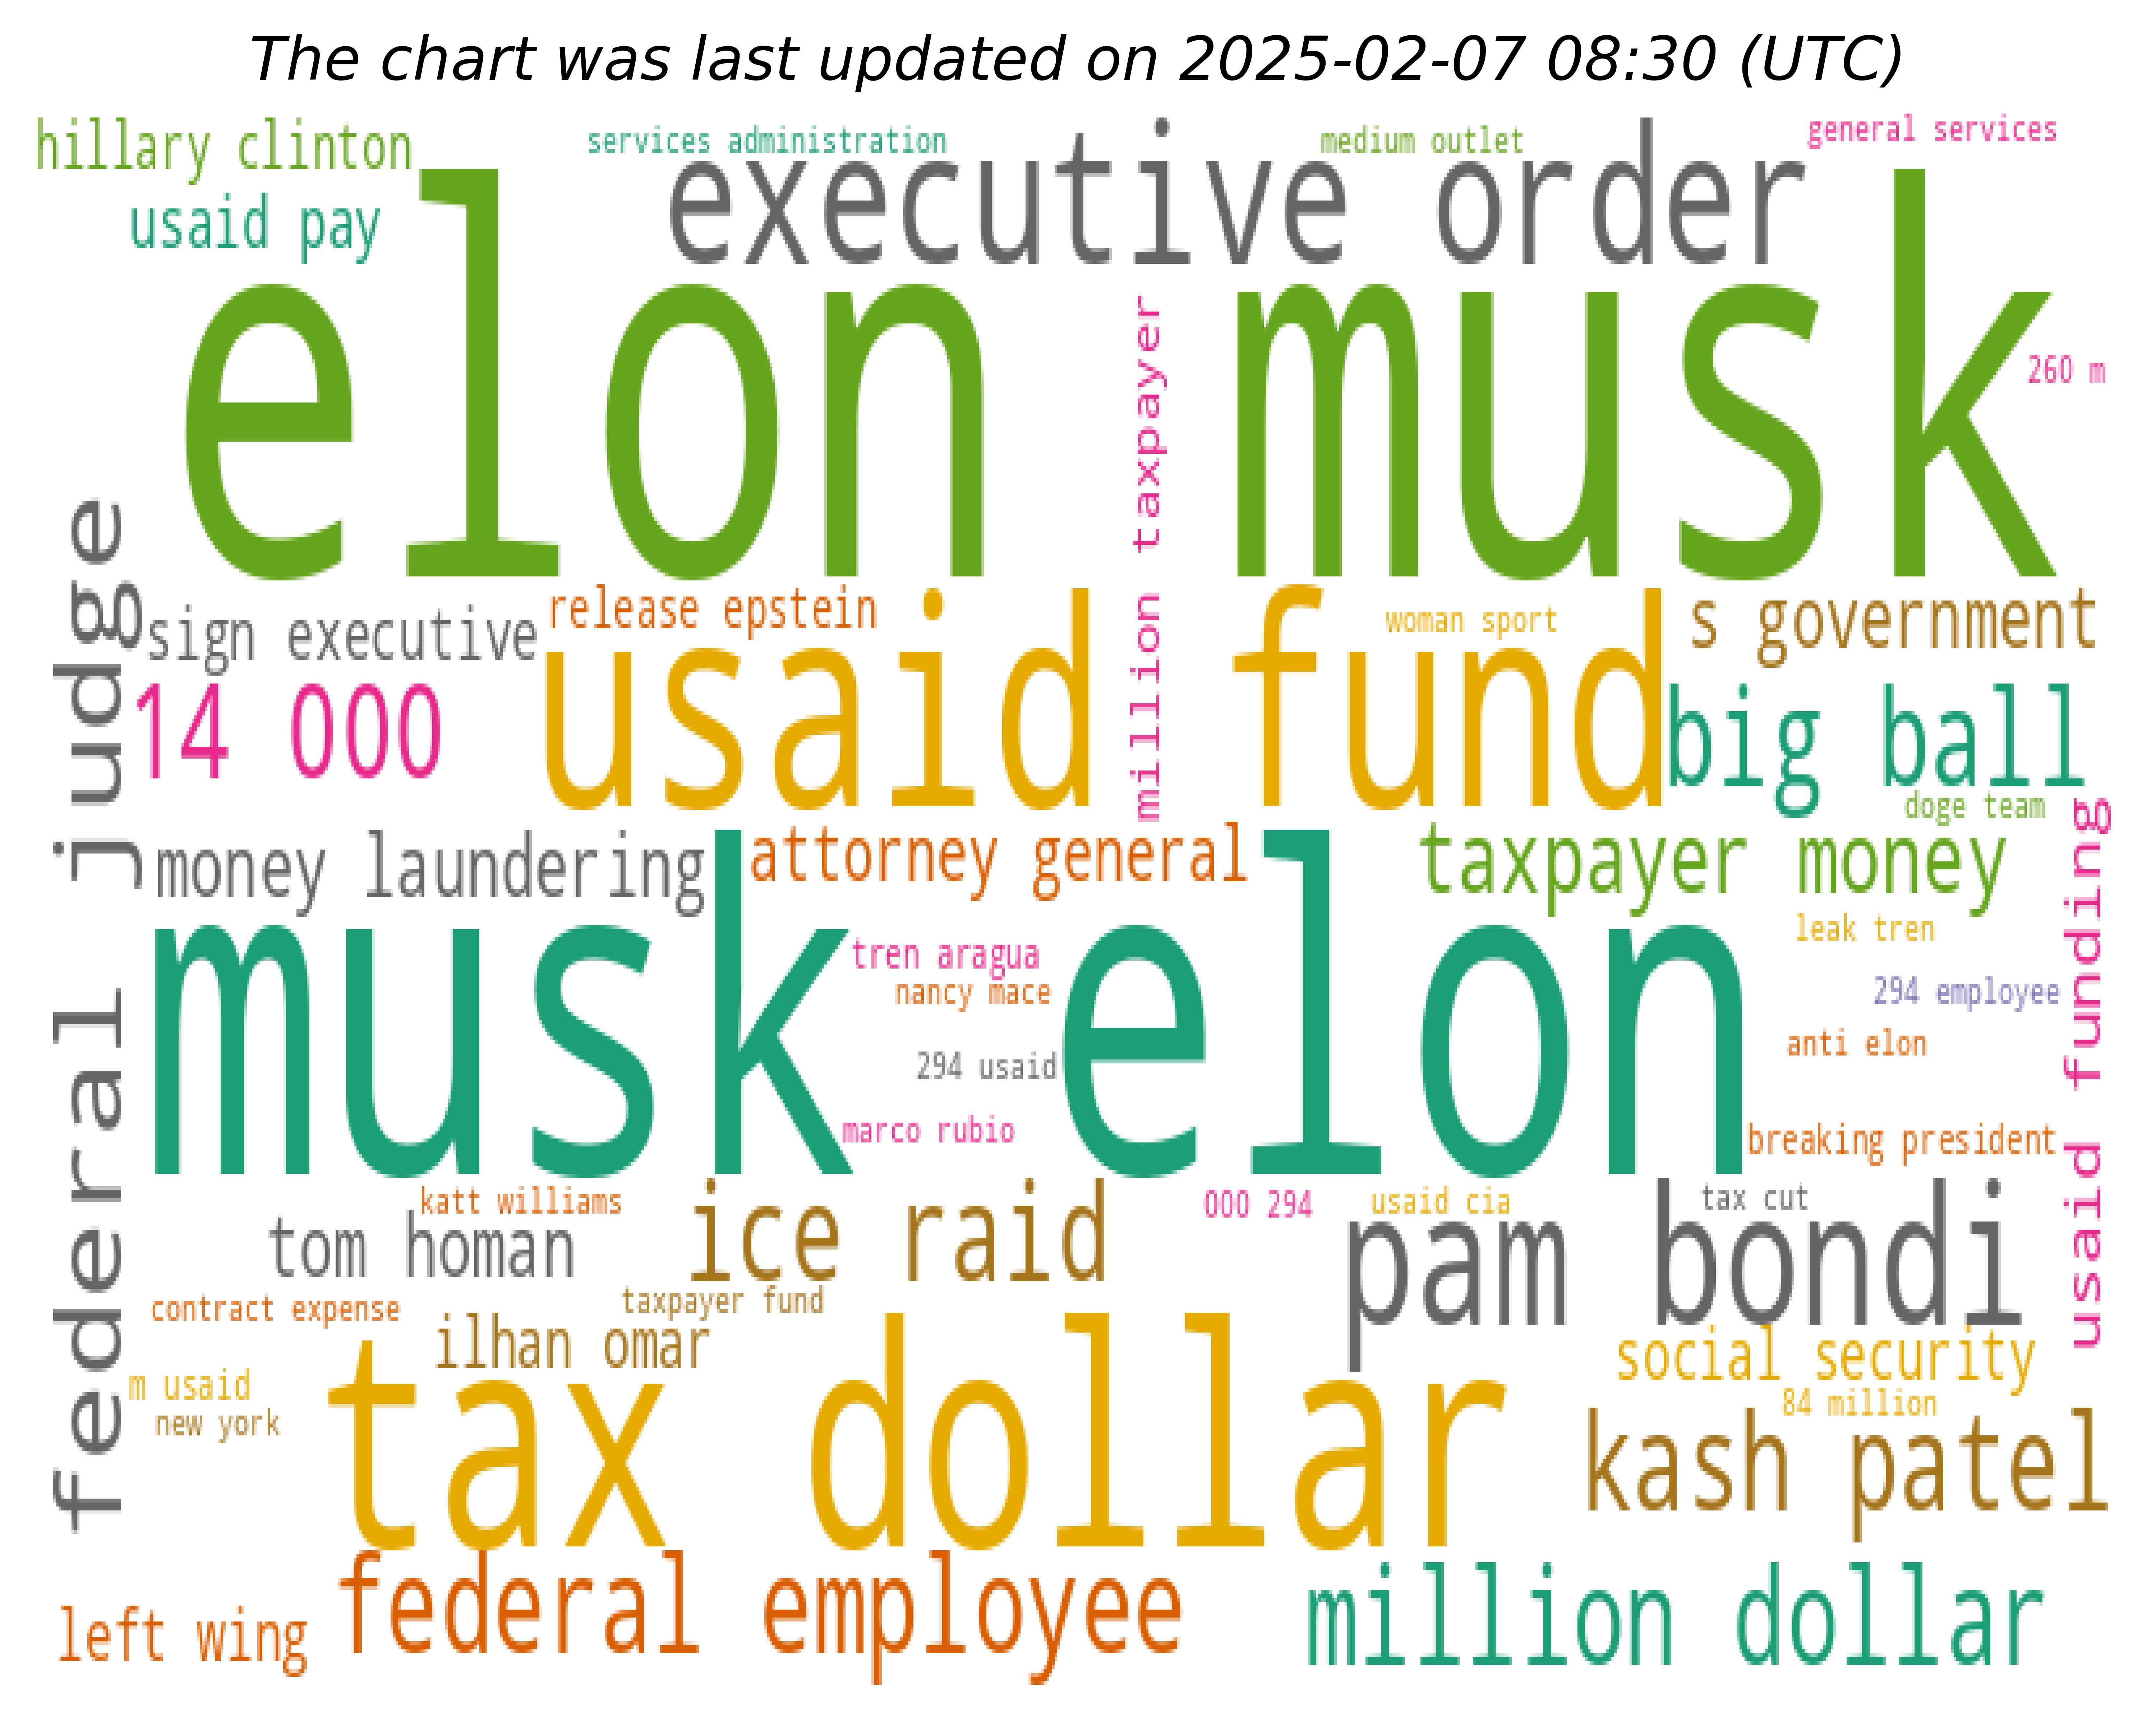 The chart was last updated on 2025-02-07 08:30 (UTC)
hillary clinton
services administration
medium outlet
general services
executive order
usaid pay
elon musk
260 m
million taxpayer
federal judge
sign executive
release epstein
woman sport
s government
14 000
usaid fund
big ball
doge team
money laundering
attorney general
taxpayer money
usaid funding
musk elon
tren aragua
leak tren
nancy mace
294 employee
anti elon
294 usaid
marco rubio
breaking president
katt williams
000 294
usaid cia
tax cut
tom homan
ice raid
pam bondi
contract expense
taxpayer fund
ilhan omar
social security
m usaid
84 million
new york
tax dollar
kash patel
left wing
federal employee
million dollar